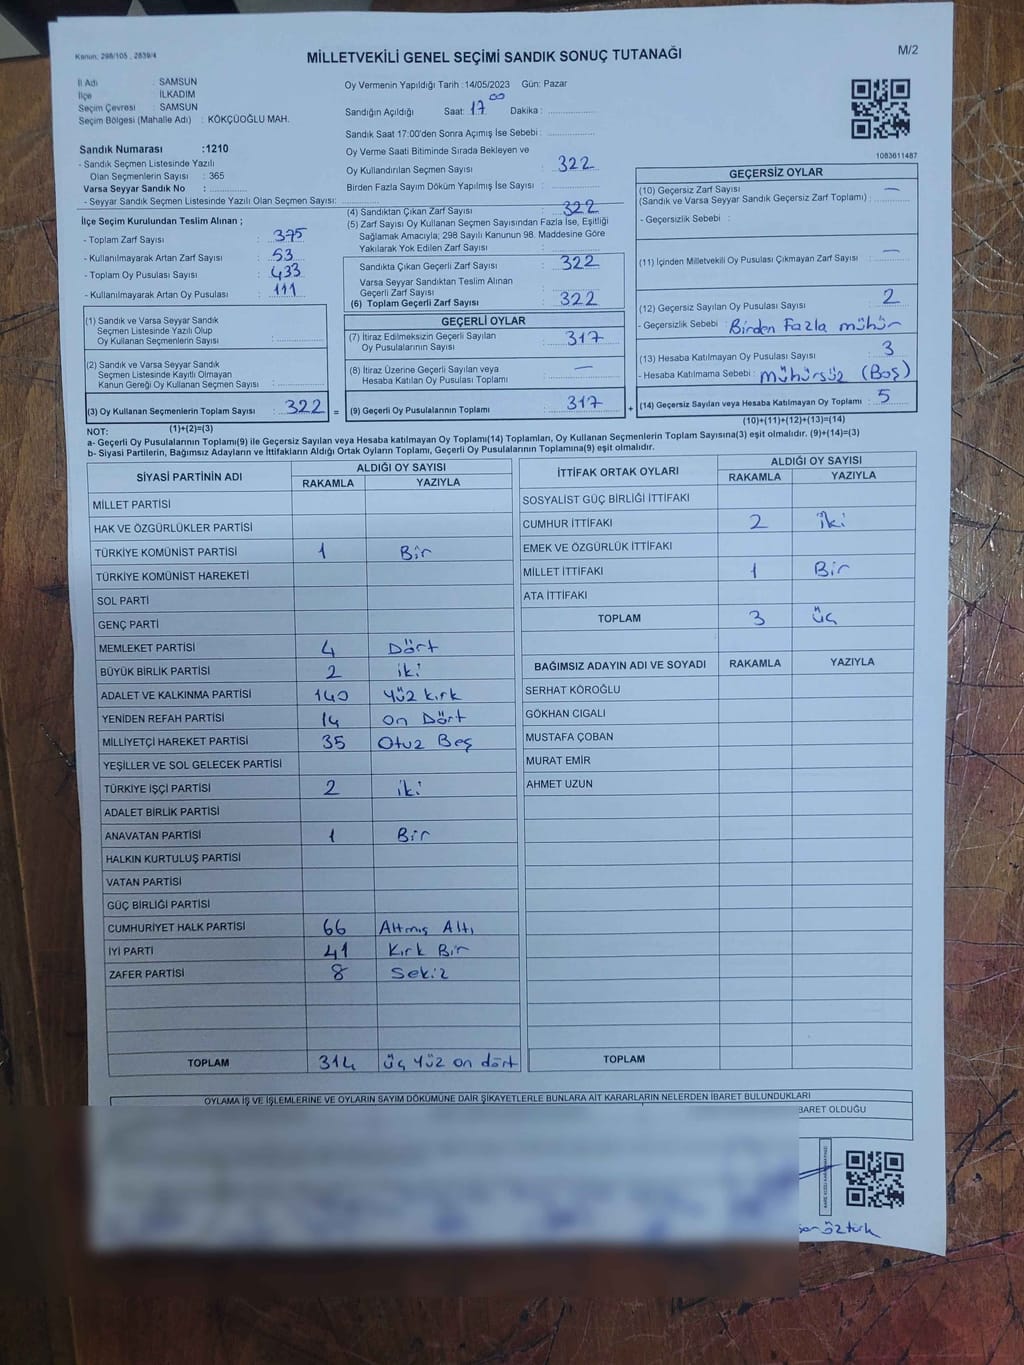 Kanun: 298/105 , 2839/4
MİLLETVEKİLİ GENEL SEÇİMİ SANDIK SONUÇ TUTANAĞI
M/2
İl Adı : SAMSUN
İlçe : İLKADIM
Seçim Çevresi : SAMSUN
Seçim Bölgesi (Mahalle Adı) : KÖKÇÜOĞLU MAH.
Sandık Numarası :1210
- Sandık Seçmen Listesinde Yazılı
Olan Seçmenlerin Sayısı : 365
Varsa Seyyar Sandık No :
- Seyyar Sandık Seçmen Listesinde Yazılı Olan Seçmen Sayısı:
Oy Vermenin Yapıldığı Tarih : 14/05/2023 Gün: Pazar
Sandığın Açıldığı Saat: 17 00 Dakika :
Sandık Saat 17:00'den Sonra Açımış İse Sebebi :
Oy Verme Saati Bitiminde Sırada Bekleyen ve
Oy Kullandırılan Seçmen Sayısı : 322
Birden Fazla Sayım Döküm Yapılmış İse Sayısı :
1083611487
İlçe Seçim Kurulundan Teslim Alınan ;
- Toplam Zarf Sayısı : 375
- Kullanılmayarak Artan Zarf Sayısı : 53
- Toplam Oy Pusulası Sayısı : 433
- Kullanılmayarak Artan Oy Pusulası : 111
(1) Sandık ve Varsa Seyyar Sandık
Seçmen Listesinde Yazılı Olup
Oy Kullanan Seçmenlerin Sayısı :
(2) Sandık ve Varsa Seyyar Sandık
Seçmen Listesinde Kayıtlı Olmayan
Kanun Gereği Oy Kullanan Seçmen Sayısı :
(3) Oy Kullanan Seçmenlerin Toplam Sayısı : 322 =
(1)+(2)=(3)
(4) Sandıktan Çıkan Zarf Sayısı : 322
(5) Zarf Sayısı Oy Kullanan Seçmen Sayısından Fazla İse, Eşitliği
Sağlamak Amacıyla; 298 Sayılı Kanunun 98. Maddesine Göre
Yakılarak Yok Edilen Zarf Sayısı :
Sandıkta Çıkan Geçerli Zarf Sayısı : 322
Varsa Seyyar Sandıktan Teslim Alınan
Geçerli Zarf Sayısı :
(6) Toplam Geçerli Zarf Sayısı : 322
GEÇERLİ OYLAR
(7) İtiraz Edilmeksizin Geçerli Sayılan
Oy Pusulalarının Sayısı : 317
(8) İtiraz Üzerine Geçerli Sayılan veya
Hesaba Katılan Oy Pusulası Toplamı : —
(9) Geçerli Oy Pusulalarının Toplamı : 317 +
GEÇERSİZ OYLAR
(10) Geçersiz Zarf Sayısı —
(Sandık ve Varsa Seyyar Sandık Geçersiz Zarf Toplamı) :
- Geçersizlik Sebebi :
(11) İçinden Milletvekili Oy Pusulası Çıkmayan Zarf Sayısı : —
(12) Geçersiz Sayılan Oy Pusulası Sayısı : 2
- Geçersizlik Sebebi : Birden Fazla mühür
(13) Hesaba Katılmayan Oy Pusulası Sayısı : 3
- Hesaba Katılmama Sebebi : mühürsüz (Boş)
(14) Geçersiz Sayılan veya Hesaba Katılmayan Oy Toplamı : 5
(10)+(11)+(12)+(13)=(14)
NOT:
a- Geçerli Oy Pusulalarının Toplamı(9) ile Geçersiz Sayılan veya Hesaba katılmayan Oy Toplamı(14) Toplamları, Oy Kullanan Seçmenlerin Toplam Sayısına(3) eşit olmalıdır. (9)+(14)=(3)
b- Siyasi Partilerin, Bağımsız Adayların ve İttifakların Aldığı Ortak Oyların Toplamı, Geçerli Oy Pusulalarının Toplamına(9) eşit olmalıdır.
SİYASİ PARTİNİN ADI
ALDIĞI OY SAYISI
RAKAMLA YAZIYLA
MİLLET PARTİSİ
HAK VE ÖZGÜRLÜKLER PARTİSİ
TÜRKİYE KOMÜNİST PARTİSİ 1 Bir
TÜRKİYE KOMÜNİST HAREKETİ
SOL PARTİ
GENÇ PARTİ
MEMLEKET PARTİSİ 4 Dört
BÜYÜK BİRLİK PARTİSİ 2 iki
ADALET VE KALKINMA PARTİSİ 140 Yüz kırk
YENİDEN REFAH PARTİSİ 14 on Dört
MİLLİYETÇİ HAREKET PARTİSİ 35 Otuz Beş
YEŞİLLER VE SOL GELECEK PARTİSİ
TÜRKİYE İŞÇİ PARTİSİ 2 iki
ADALET BİRLİK PARTİSİ
ANAVATAN PARTİSİ 1 Bir
HALKIN KURTULUŞ PARTİSİ
VATAN PARTİSİ
GÜÇ BİRLİĞİ PARTİSİ
CUMHURİYET HALK PARTİSİ 66 Altmış Altı
İYİ PARTİ 41 Kırk Bir
ZAFER PARTİSİ 8 Sekiz
TOPLAM 314 üç yüz on dört
İTTİFAK ORTAK OYLARI
ALDIĞI OY SAYISI
RAKAMLA YAZIYLA
SOSYALİST GÜÇ BİRLİĞİ İTTİFAKI
CUMHUR İTTİFAKI 2 iki
EMEK VE ÖZGÜRLÜK İTTİFAKI
MİLLET İTTİFAKI 1 Bir
ATA İTTİFAKI
TOPLAM 3 üç
BAĞIMSIZ ADAYIN ADI VE SOYADI RAKAMLA YAZIYLA
SERHAT KÖROĞLU
GÖKHAN CIGALI
MUSTAFA ÇOBAN
MURAT EMİR
AHMET UZUN
TOPLAM
OYLAMA İŞ VE İŞLEMLERİNE VE OYLARIN SAYIM DÖKÜMÜNE DAİR ŞİKAYETLERLE BUNLARA AİT KARARLARIN NELERDEN İBARET BULUNDUKLARI
BARET OLDUĞU
öztürk